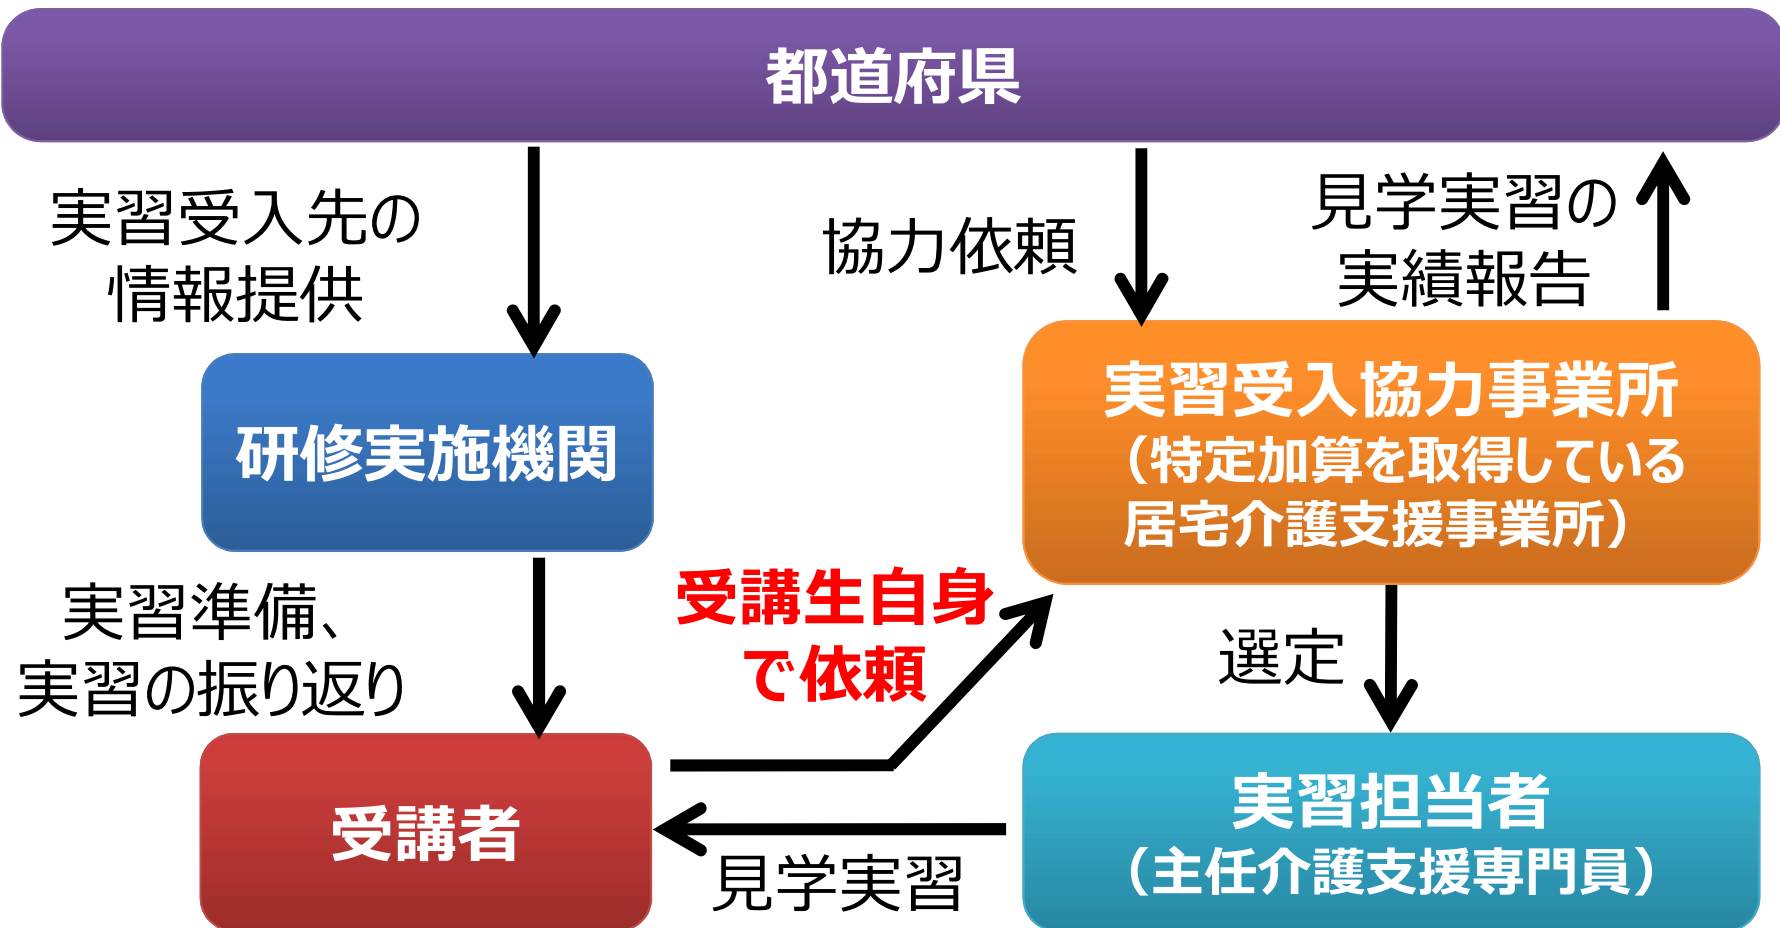 都道府県
実習受入先の
情報提供
協力依頼
見学実習の
実績報告
研修実施機関
実習受入協力事業所
（特定加算を取得している
居宅介護支援事業所）
実習準備、
実習の振り返り
受講生自身
で依頼
選定
受講者
見学実習
実習担当者
（主任介護支援専門員）